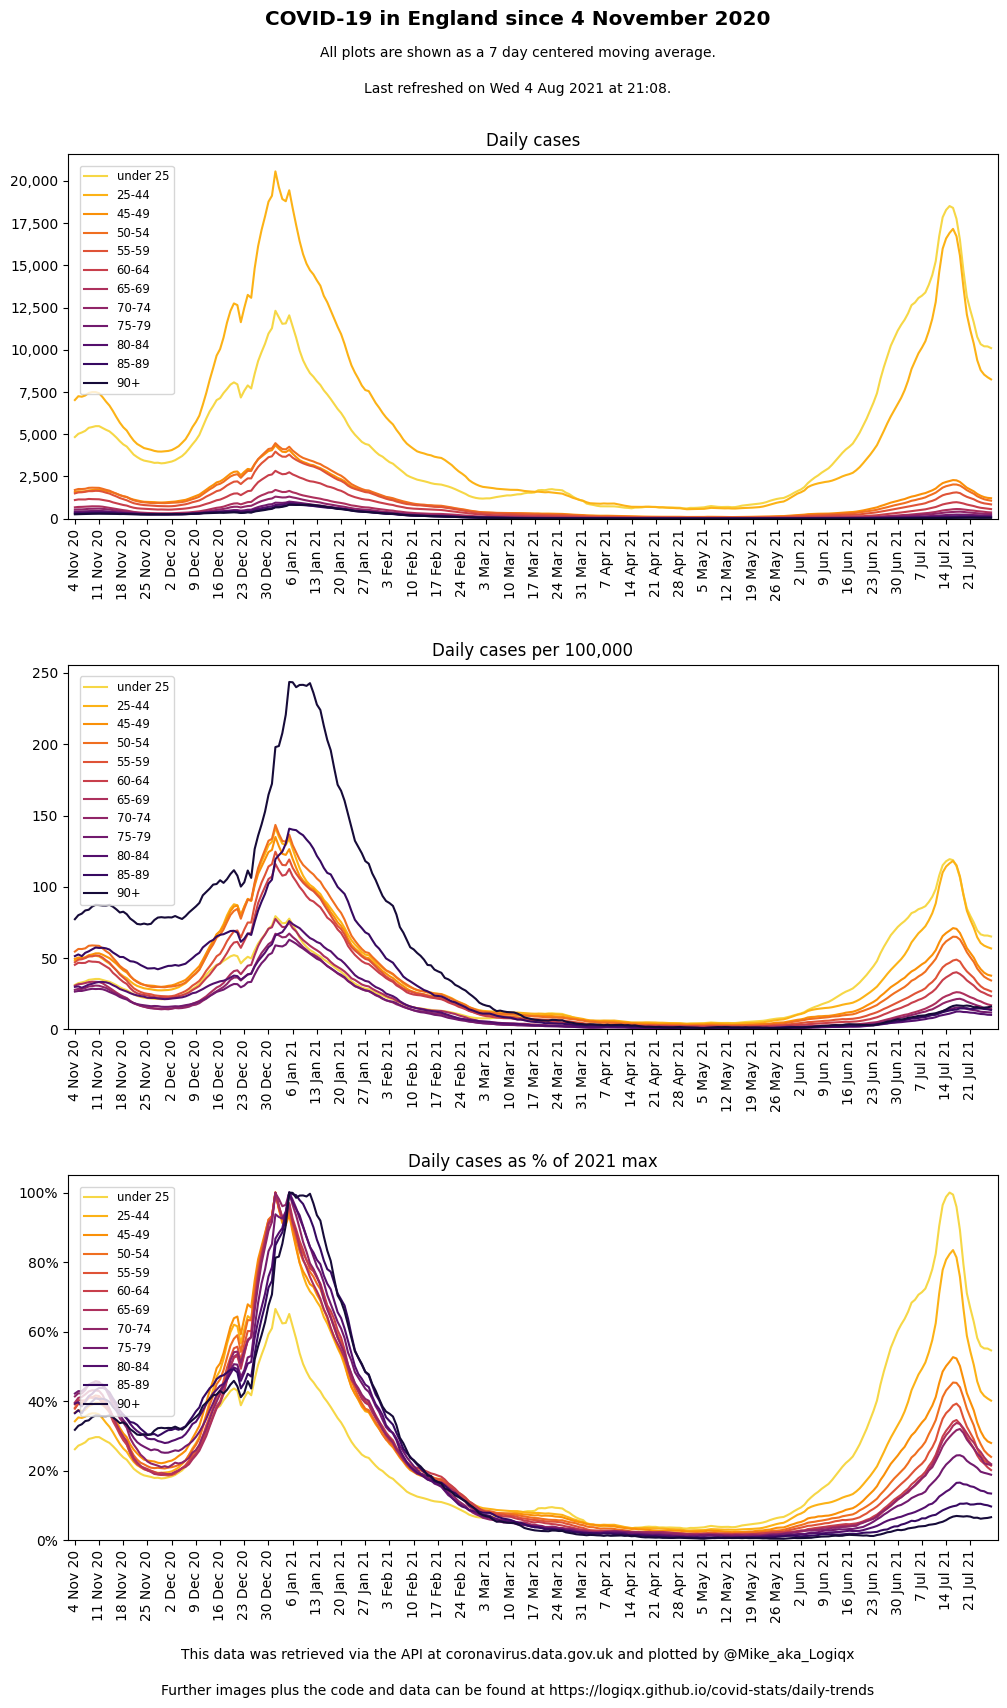 COVID-19 in England since 4 November 2020
All plots are shown as a 7 day centered moving average.
Last refreshed on Wed 4 Aug 2021 at 21:08.
Daily cases
20,000
17,500
15,000
12,500
10,000
7,500
5,000
2,500
0
under 25
25-44
45-49
50-54
55-59
60-64
65-69
70-74
75-79
80-84
85-89
90+
4 Nov 20
11 Nov 20
18 Nov 20
25 Nov 20
2 Dec 20
9 Dec 20
16 Dec 20
23 Dec 20
30 Dec 20
6 Jan 21
13 Jan 21
20 Jan 21
27 Jan 21
3 Feb 21
10 Feb 21
17 Feb 21
24 Feb 21
3 Mar 21
10 Mar 21
17 Mar 21
24 Mar 21
31 Mar 21
7 Apr 21
14 Apr 21
21 Apr 21
28 Apr 21
5 May 21
12 May 21
19 May 21
26 May 21
2 Jun 21
9 Jun 21
16 Jun 21
23 Jun 21
30 Jun 21
7 Jul 21
14 Jul 21
21 Jul 21
Daily cases per 100,000
250
200
150
100
50
0
under 25
25-44
45-49
50-54
55-59
60-64
65-69
70-74
75-79
80-84
85-89
90+
4 Nov 20
11 Nov 20
18 Nov 20
25 Nov 20
2 Dec 20
9 Dec 20
16 Dec 20
23 Dec 20
30 Dec 20
6 Jan 21
13 Jan 21
20 Jan 21
27 Jan 21
3 Feb 21
10 Feb 21
17 Feb 21
24 Feb 21
3 Mar 21
10 Mar 21
17 Mar 21
24 Mar 21
31 Mar 21
7 Apr 21
14 Apr 21
21 Apr 21
28 Apr 21
5 May 21
12 May 21
19 May 21
26 May 21
2 Jun 21
9 Jun 21
16 Jun 21
23 Jun 21
30 Jun 21
7 Jul 21
14 Jul 21
21 Jul 21
Daily cases as % of 2021 max
100%
80%
60%
40%
20%
0%
under 25
25-44
45-49
50-54
55-59
60-64
65-69
70-74
75-79
80-84
85-89
90+
4 Nov 20
11 Nov 20
18 Nov 20
25 Nov 20
2 Dec 20
9 Dec 20
16 Dec 20
23 Dec 20
30 Dec 20
6 Jan 21
13 Jan 21
20 Jan 21
27 Jan 21
3 Feb 21
10 Feb 21
17 Feb 21
24 Feb 21
3 Mar 21
10 Mar 21
17 Mar 21
24 Mar 21
31 Mar 21
7 Apr 21
14 Apr 21
21 Apr 21
28 Apr 21
5 May 21
12 May 21
19 May 21
26 May 21
2 Jun 21
9 Jun 21
16 Jun 21
23 Jun 21
30 Jun 21
7 Jul 21
14 Jul 21
21 Jul 21
This data was retrieved via the API at coronavirus.data.gov.uk and plotted by @Mike_aka_Logiqx
Further images plus the code and data can be found at https://logiqx.github.io/covid-stats/daily-trends